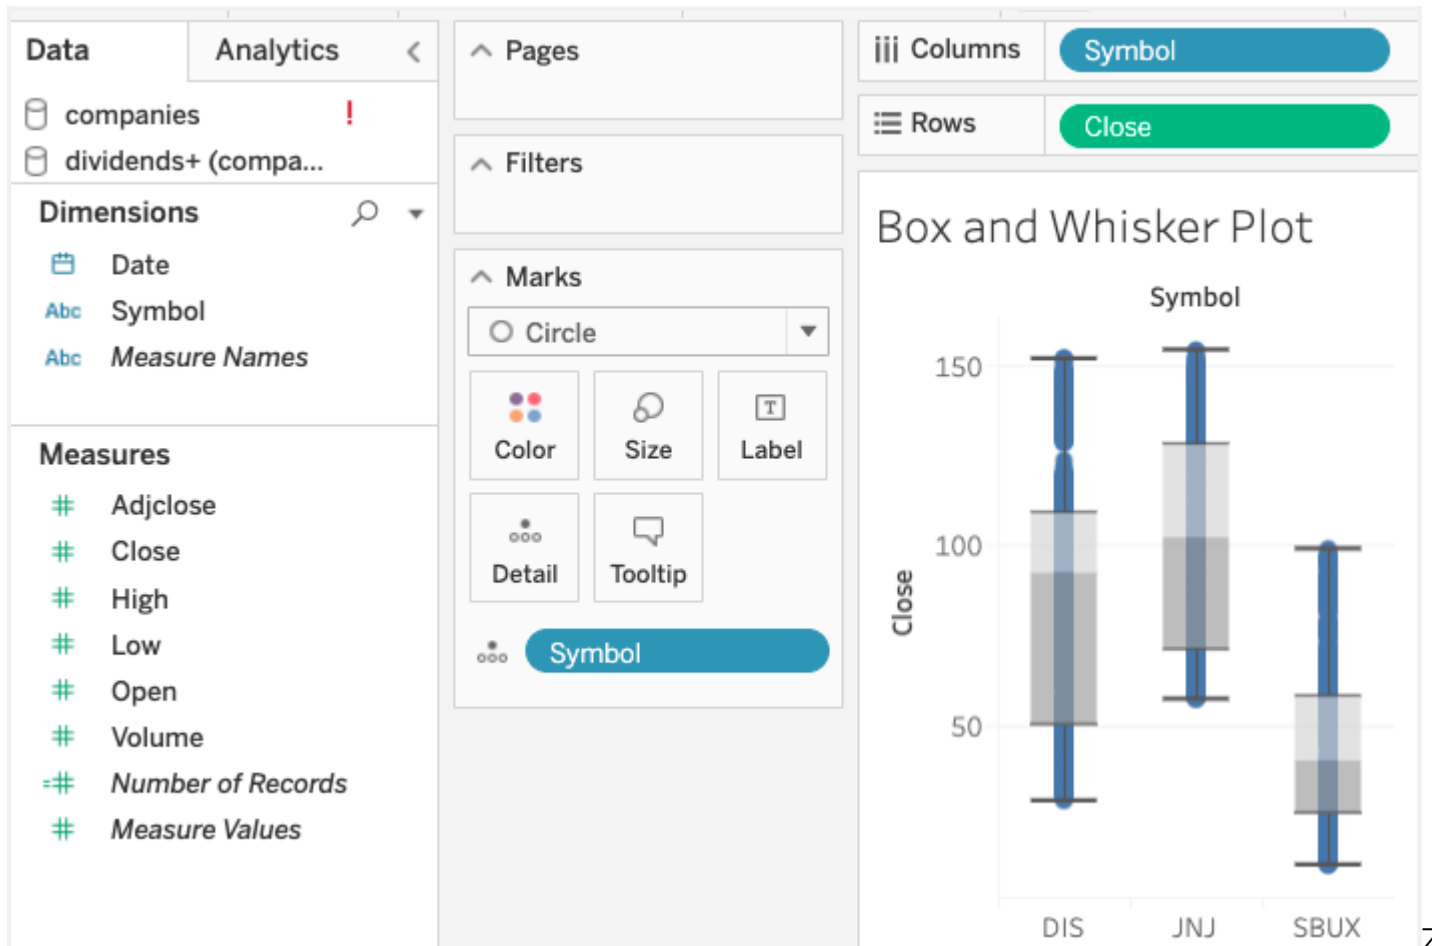 Data
Analytics
companies !
dividends+ (compa...
Dimensions
Date
Abc Symbol
Abc Measure Names
Measures
Adjclose
Close
High
Low
Open
Volume
Number of Records
Measure Values
Pages
Filters
Marks
Circle
Color
Size
T
Label
Detail
Tooltip
Symbol
Columns
Symbol
Rows
Close
Box and Whisker Plot
Symbol
150
100
50
Close
DIS
JNJ
SBUX